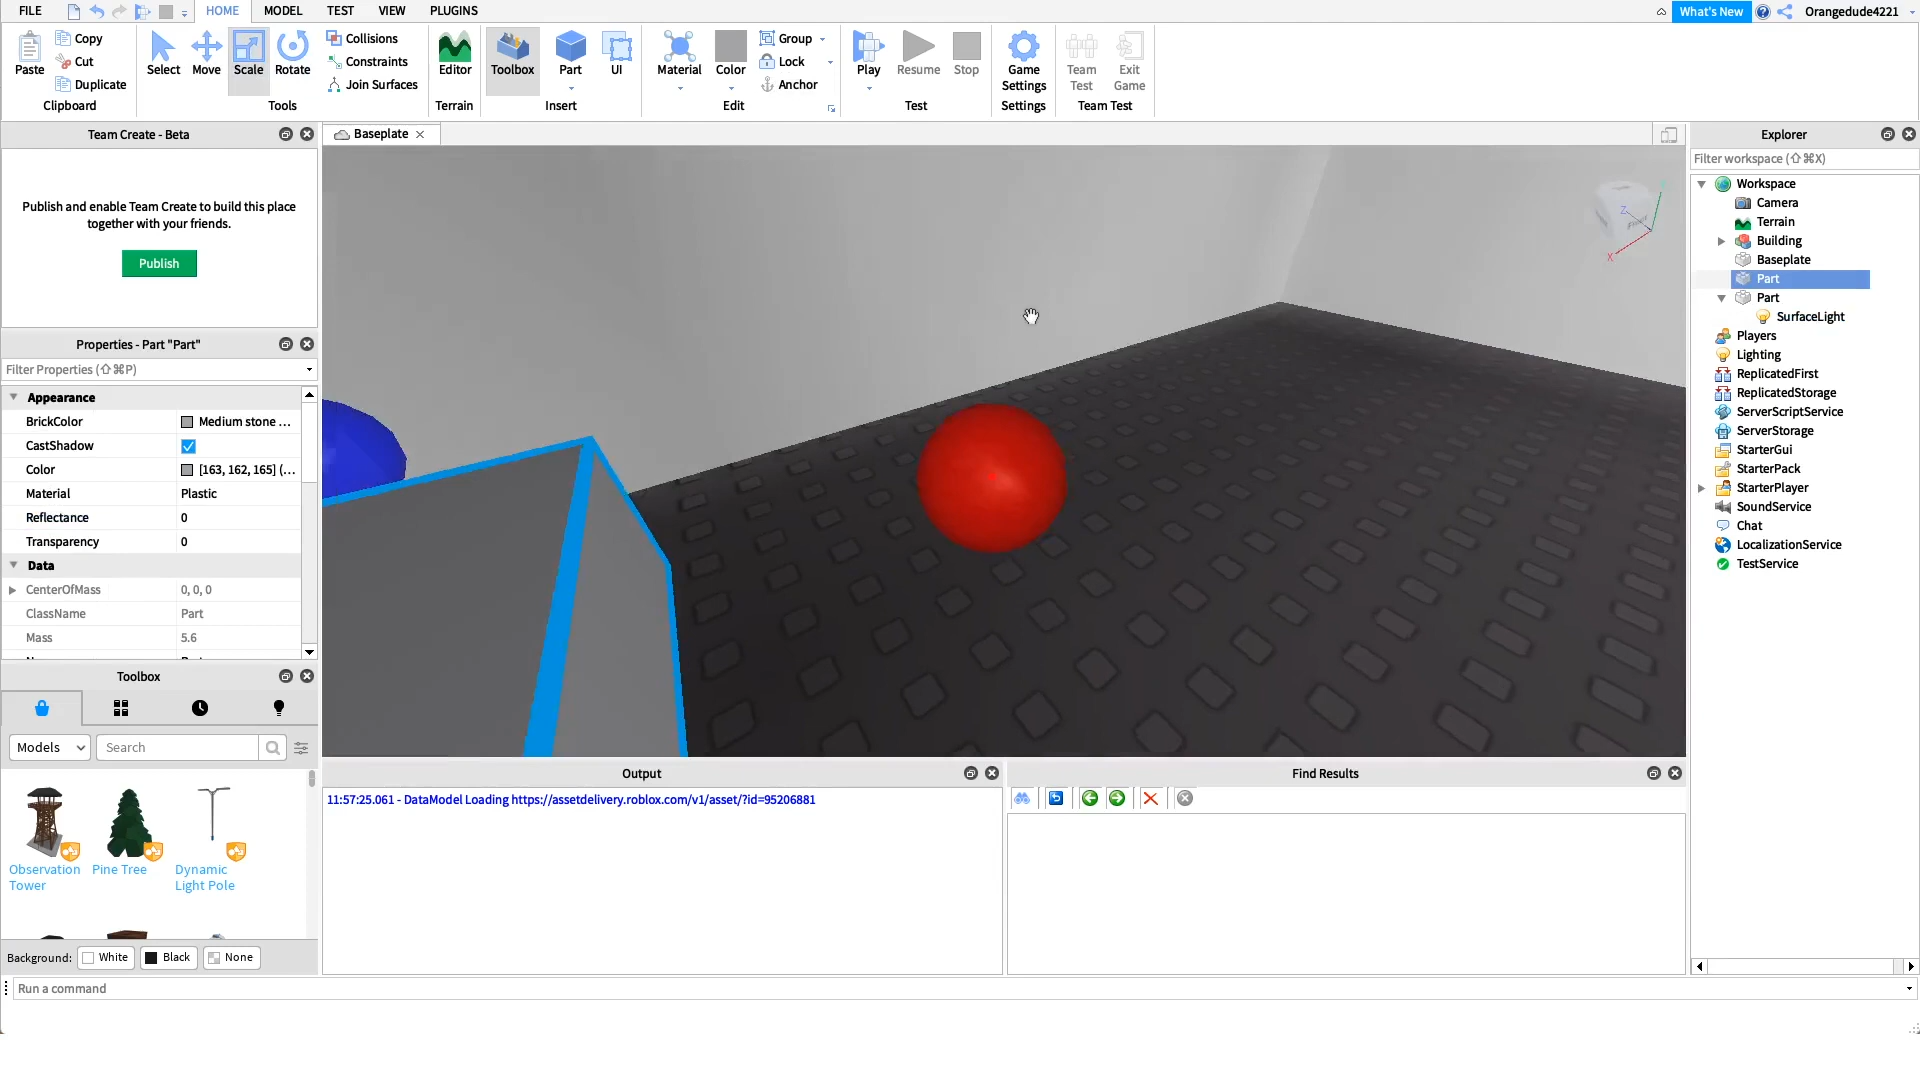 FILE
HOME
MODEL
TEST
VIEW
PLUGINS
What's New
Orangedude4221
Paste
Copy
Cut
Duplicate
Clipboard
Select
Move
Scale
Rotate
Collisions
Constraints
Join Surfaces
Tools
Editor
Terrain
Toolbox
Part
UI
Insert
Material
Color
Group
Lock
Anchor
Edit
Play
Resume
Stop
Test
Game
Settings
Settings
Team
Test
Exit
Game
Team Test
Team Create - Beta
Publish and enable Team Create to build this place
together with your friends.
Publish
Properties - Part "Part"
Filter Properties (⇧⌘P)
Appearance
BrickColor Medium stone ...
CastShadow
Color [163, 162, 165] (...
Material Plastic
Reflectance 0
Transparency 0
Data
CenterOfMass 0, 0, 0
ClassName Part
Mass 5.6
Toolbox
Models
Search
Observation
Tower
Pine Tree
Dynamic
Light Pole
Background: White Black None
Run a command
Baseplate
Z
X
Output
11:57:25.061 - DataModel Loading https://assetdelivery.roblox.com/v1/asset/?id=95206881
Find Results
Explorer
Filter workspace (⇧⌘X)
Workspace
Camera
Terrain
Building
Baseplate
Part
Part
SurfaceLight
Players
Lighting
ReplicatedFirst
ReplicatedStorage
ServerScriptService
ServerStorage
StarterGui
StarterPack
StarterPlayer
SoundService
Chat
LocalizationService
TestService